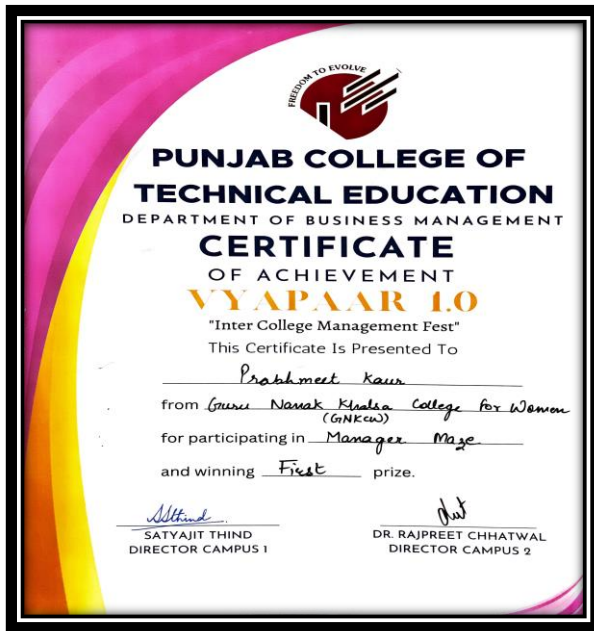 FREEDOM TO EVOLVE
PUNJAB COLLEGE OF
TECHNICAL EDUCATION
DEPARTMENT OF BUSINESS MANAGEMENT
CERTIFICATE
OF ACHIEVEMENT
VYAPAAR 1.0
"Inter College Management Fest"
This Certificate Is Presented To
Prabhmeet Kaur
from Guru Nanak Khalsa College for Women
(GNKCW)
for participating in Manager Maze
and winning First prize.
SSthind
SATYAJIT THIND
DIRECTOR CAMPUS 1
DR. RAJPREET CHHATWAL
DIRECTOR CAMPUS 2